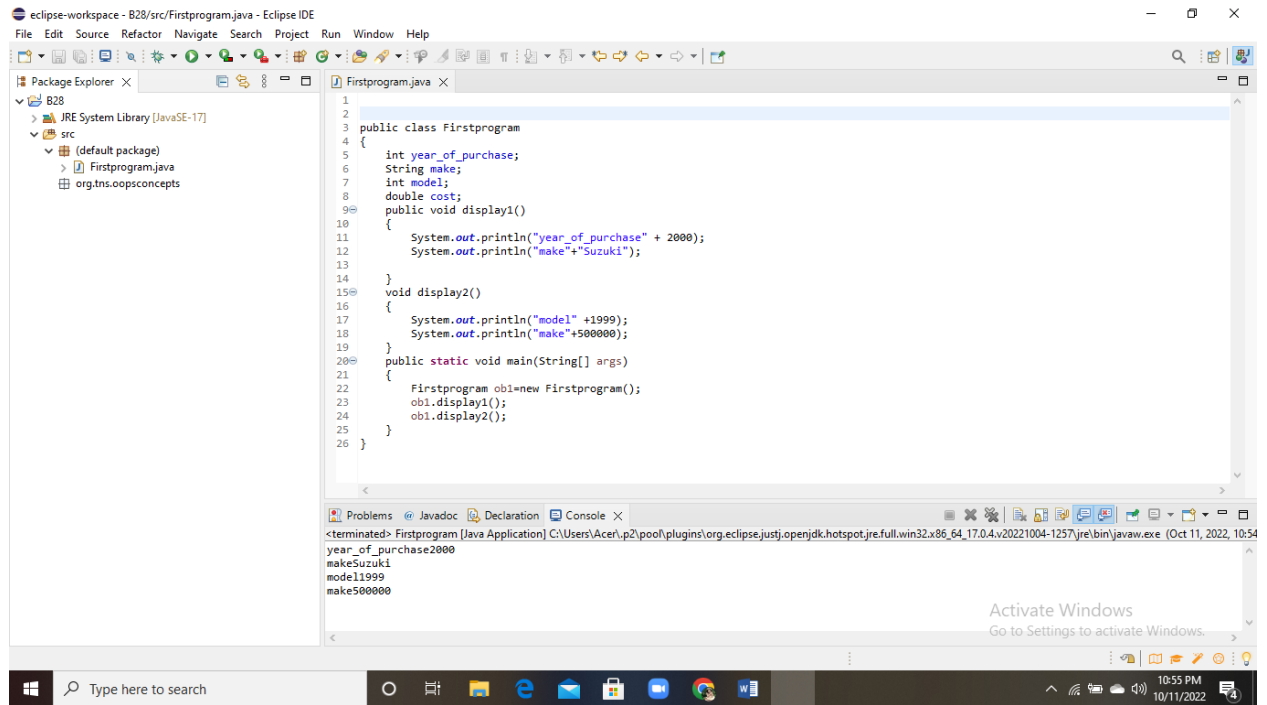 eclipse-workspace - B28/src/Firstprogram.java - Eclipse IDE
File Edit Source Refactor Navigate Search Project Run Window Help
Package Explorer
B28
JRE System Library [JavaSE-17]
src
(default package)
Firstprogram.java
org.tns.oopsconcepts
Firstprogram.java
1
2
3 public class Firstprogram
4 {
5 int year_of_purchase;
6 String make;
7 int model;
8 double cost;
9 public void display1()
10 {
11 System.out.println("year_of_purchase" + 2000);
12 System.out.println("make"+"Suzuki");
13
14 }
15 void display2()
16 {
17 System.out.println("model" +1999);
18 System.out.println("make"+500000);
19 }
20 public static void main(String[] args)
21 {
22 Firstprogram ob1=new Firstprogram();
23 ob1.display1();
24 ob1.display2();
25 }
26 }
Problems @ Javadoc Declaration Console
<terminated> Firstprogram [Java Application] C:\Users\Acer\.p2\pool\plugins\org.eclipse.justj.openjdk.hotspot.jre.full.win32.x86_64_17.0.4.v20221004-1257\jre\bin\javaw.exe (Oct 11, 2022, 10:54
year_of_purchase2000
makeSuzuki
model1999
make500000
Activate Windows
Go to Settings to activate Windows.
Type here to search
10:55 PM
10/11/2022
4